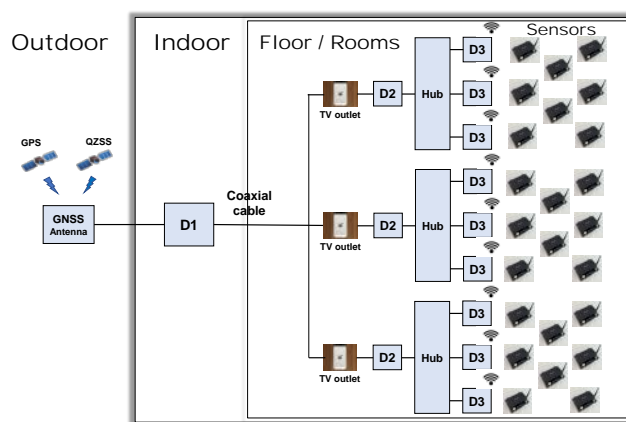 Outdoor
Indoor
Floor / Rooms
Sensors
GPS
QZSS
GNSS
Antenna
D1
Coaxial
cable
TV outlet
D2
Hub
D3
D3
D3
TV outlet
D2
Hub
D3
D3
D3
TV outlet
D2
Hub
D3
D3
D3